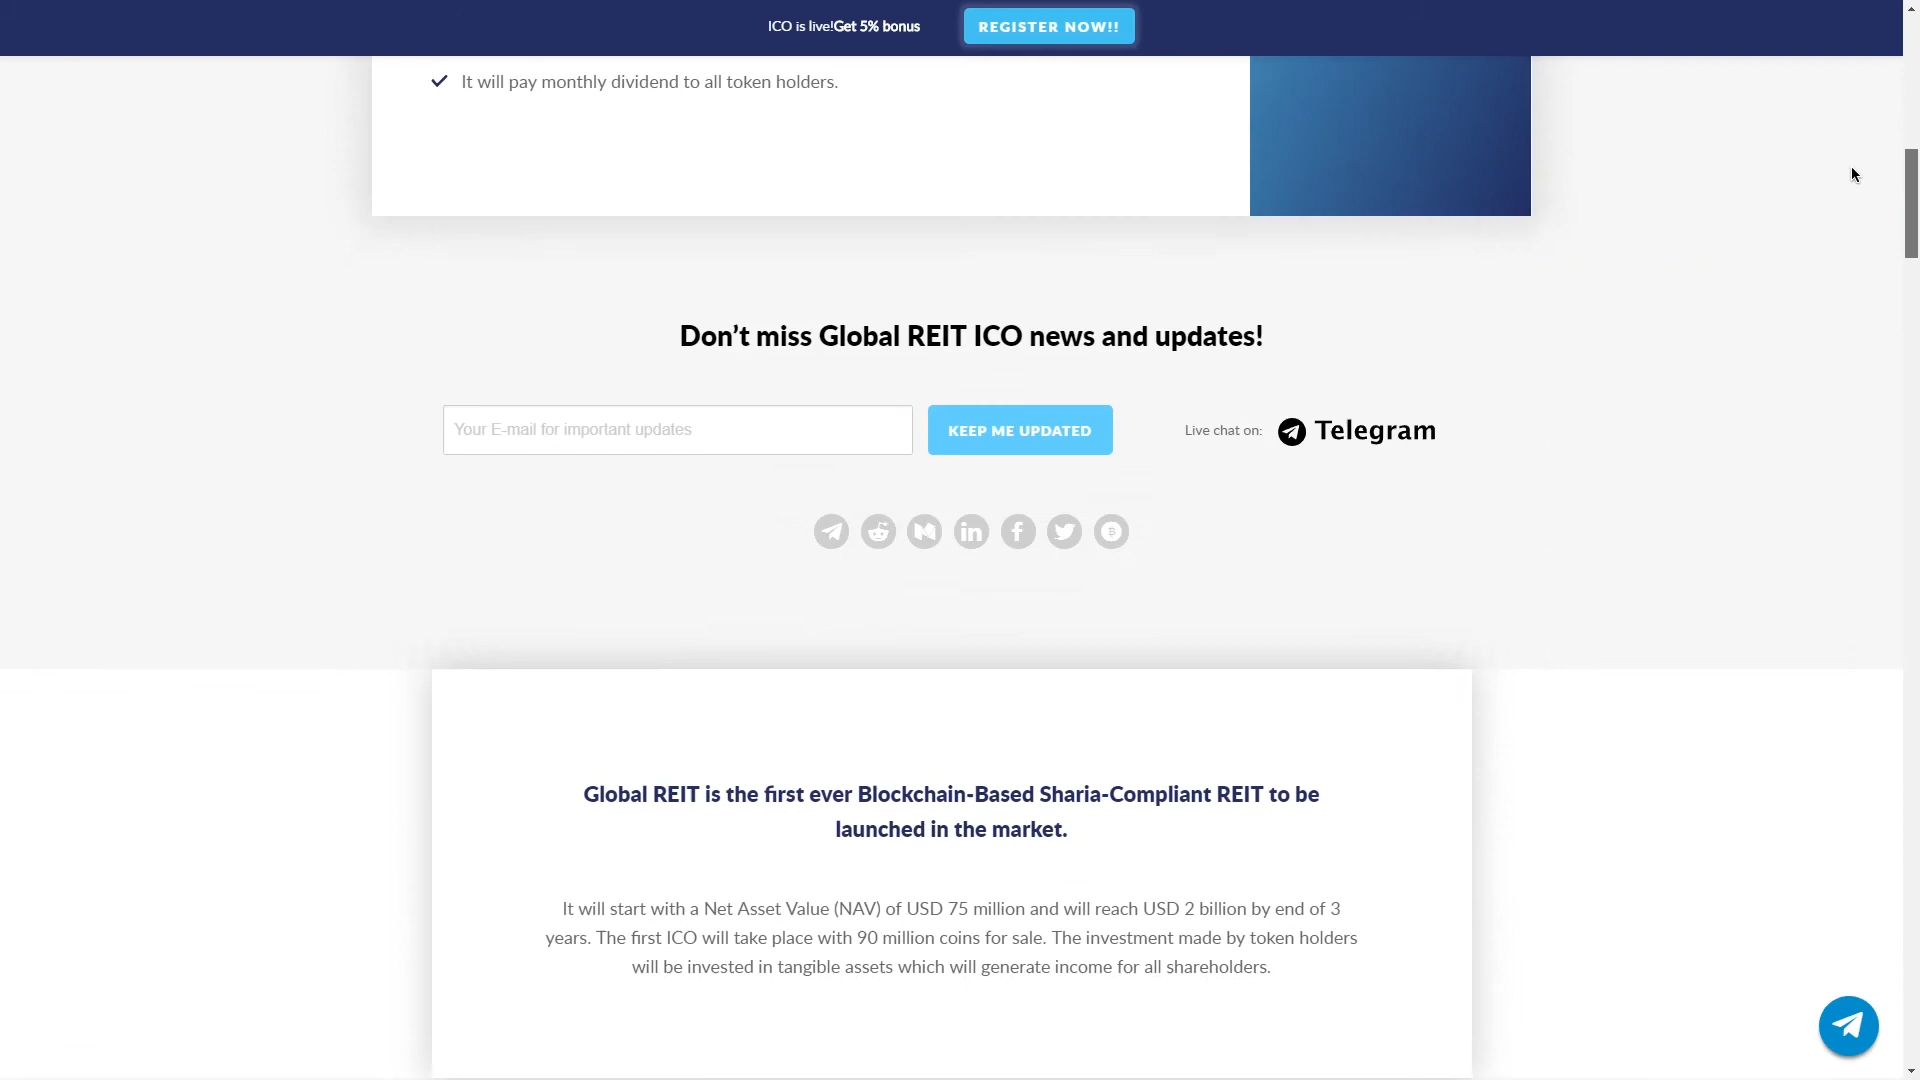 ICO is live!Get 5% bonus
REGISTER NOW!!
It will pay monthly dividend to all token holders.
Don’t miss Global REIT ICO news and updates!
Your E-mail for important updates
KEEP ME UPDATED
Live chat on:
Telegram
Global REIT is the first ever Blockchain-Based Sharia-Compliant REIT to be
launched in the market.
It will start with a Net Asset Value (NAV) of USD 75 million and will reach USD 2 billion by end of 3
years. The first ICO will take place with 90 million coins for sale. The investment made by token holders
will be invested in tangible assets which will generate income for all shareholders.